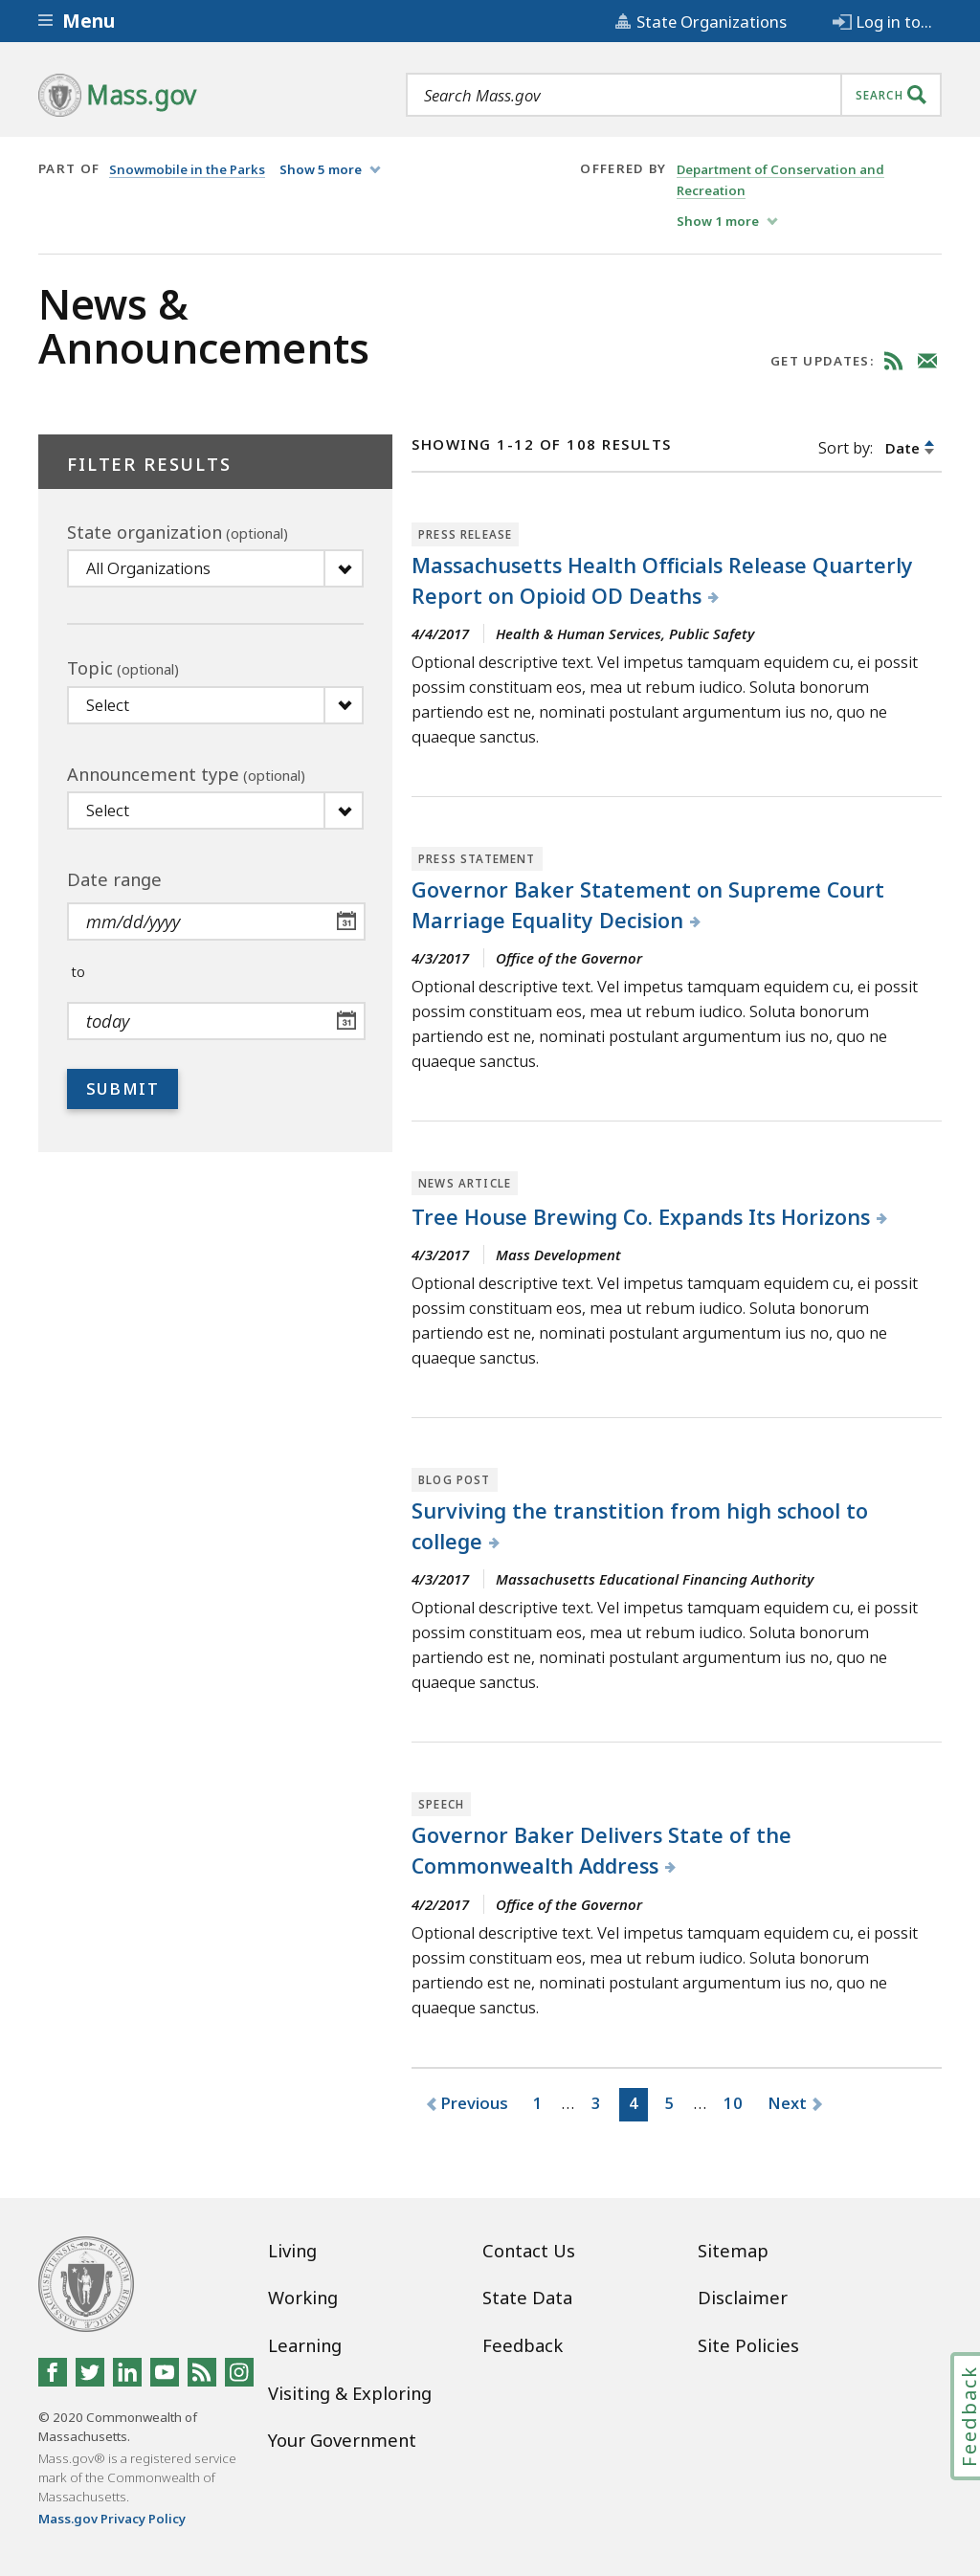 Menu
State Organizations
Log in to...
Mass.gov
Search Mass.gov
SEARCH
PART OF Snowmobile in the Parks Show 5 more
OFFERED BY Department of Conservation and
Recreation
Show 1 more
News &
Announcements
GET UPDATES:
FILTER RESULTS
State organization (optional)
All Organizations
Topic (optional)
Select
Announcement type (optional)
Select
Date range
mm/dd/yyyy
31
to
today
31
SUBMIT
SHOWING 1-12 OF 108 RESULTS
Sort by: Date
PRESS RELEASE
Massachusetts Health Officials Release Quarterly
Report on Opioid OD Deaths
4/4/2017 Health & Human Services, Public Safety
Optional descriptive text. Vel impetus tamquam equidem cu, ei possit
possim constituam eos, mea ut rebum iudico. Soluta bonorum
partiendo est ne, nominati postulant argumentum ius no, quo ne
quaeque sanctus.
PRESS STATEMENT
Governor Baker Statement on Supreme Court
Marriage Equality Decision
4/3/2017 Office of the Governor
Optional descriptive text. Vel impetus tamquam equidem cu, ei possit
possim constituam eos, mea ut rebum iudico. Soluta bonorum
partiendo est ne, nominati postulant argumentum ius no, quo ne
quaeque sanctus.
NEWS ARTICLE
Tree House Brewing Co. Expands Its Horizons
4/3/2017 Mass Development
Optional descriptive text. Vel impetus tamquam equidem cu, ei possit
possim constituam eos, mea ut rebum iudico. Soluta bonorum
partiendo est ne, nominati postulant argumentum ius no, quo ne
quaeque sanctus.
BLOG POST
Surviving the transtition from high school to
college
4/3/2017 Massachusetts Educational Financing Authority
Optional descriptive text. Vel impetus tamquam equidem cu, ei possit
possim constituam eos, mea ut rebum iudico. Soluta bonorum
partiendo est ne, nominati postulant argumentum ius no, quo ne
quaeque sanctus.
SPEECH
Governor Baker Delivers State of the
Commonwealth Address
4/2/2017 Office of the Governor
Optional descriptive text. Vel impetus tamquam equidem cu, ei possit
possim constituam eos, mea ut rebum iudico. Soluta bonorum
partiendo est ne, nominati postulant argumentum ius no, quo ne
quaeque sanctus.
Previous 1 ... 3 4 5 ... 10 Next
Living
Working
Learning
Visiting & Exploring
Your Government
Contact Us
State Data
Feedback
Sitemap
Disclaimer
Site Policies
© 2020 Commonwealth of
Massachusetts.
Mass.gov® is a registered service
mark of the Commonwealth of
Massachusetts.
Mass.gov Privacy Policy
Feedback